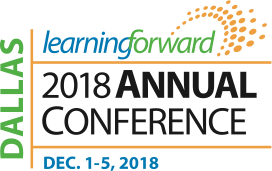 DALLAS
learningforward
2018 ANNUAL
CONFERENCE
DEC. 1-5, 2018